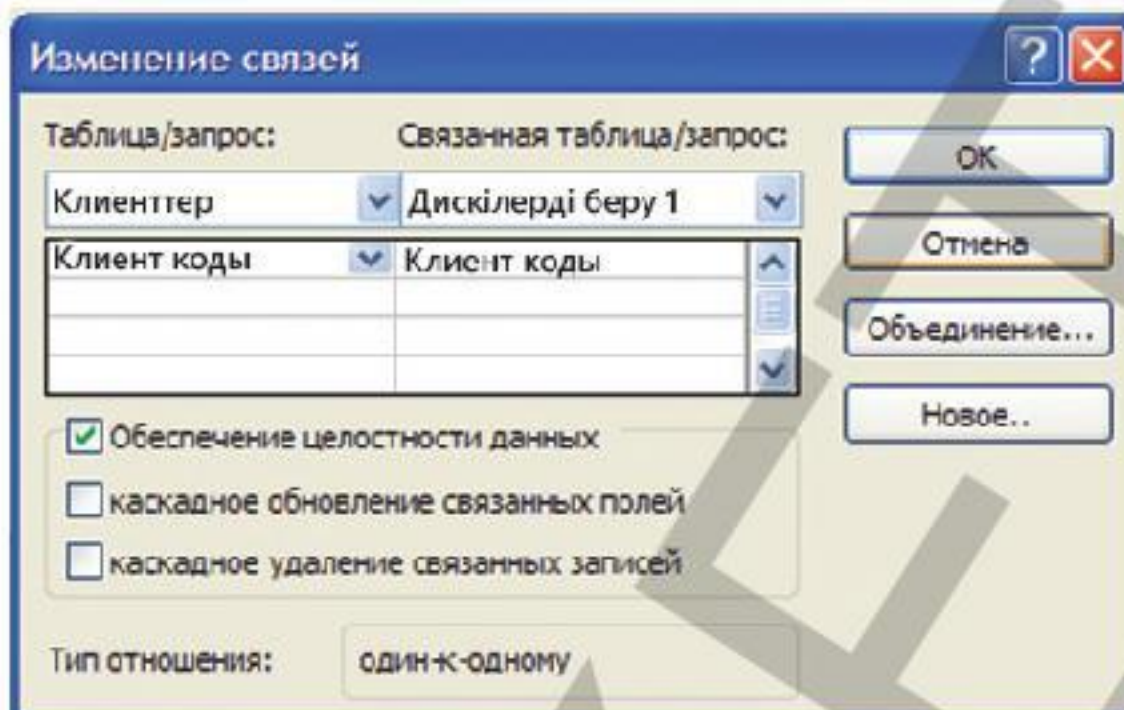 Изменение связей
Таблица/запрос: Связанная таблица/запрос:
Клиенттер Дискілерді беру 1
Клиент коды Клиент коды
Обеспечение целостности данных
каскадное обновление связанных полей
каскадное удаление связанных записей
Тип отношения: один-к-одному
ОК
Отмена
Объединение...
Новое..